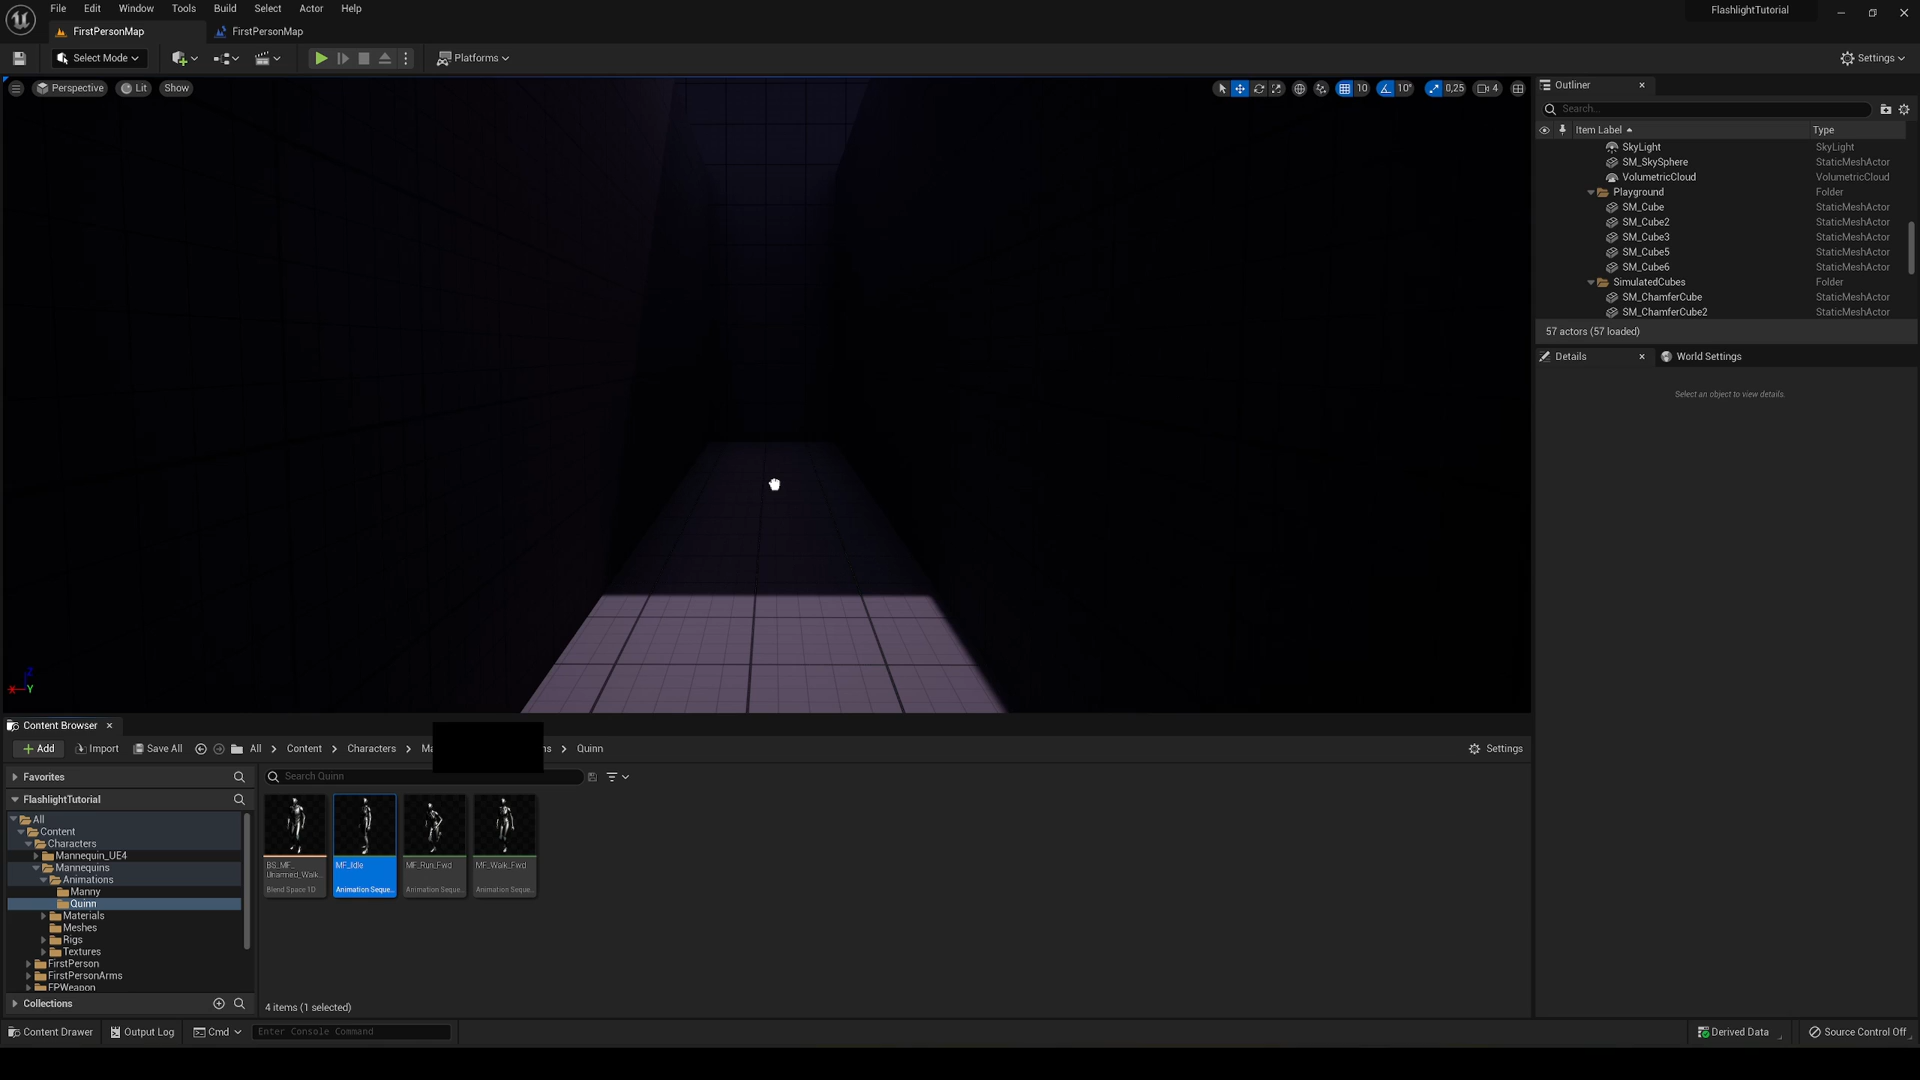 File Edit Window Tools Build Select Actor Help
FlashlightTutorial
FirstPersonMap
FirstPersonMap
Select Mode
Platforms
Settings
Perspective
Lit
Show
10
10°
0,25
4
Outliner
Search...
Item Label
Type
SkyLight SkyLight
SM_SkySphere StaticMeshActor
VolumetricCloud VolumetricCloud
Playground Folder
SM_Cube StaticMeshActor
SM_Cube2 StaticMeshActor
SM_Cube3 StaticMeshActor
SM_Cube5 StaticMeshActor
SM_Cube6 StaticMeshActor
SimulatedCubes Folder
SM_ChamferCube StaticMeshActor
SM_ChamferCube2 StaticMeshActor
57 actors (57 loaded)
Details
World Settings
Select an object to view details.
Z
X Y
Content Browser
Add Import Save All All Content Characters Quinn
Settings
Favorites
Search Quinn
FlashlightTutorial
All
Content
Characters
Mannequin_UE4
Mannequins
Animations
Manny
Quinn
Materials
Meshes
Rigs
Textures
FirstPerson
FirstPersonArms
FPWeapon
Collections
BS_MF_
Unarmed_Walk...
Blend Space 1D
MF_Idle
Animation Seque...
MF_Run_Fwd
Animation Seque...
MF_Walk_Fwd
Animation Seque...
4 items (1 selected)
Content Drawer Output Log Cmd Enter Console Command
Derived Data
Source Control Off